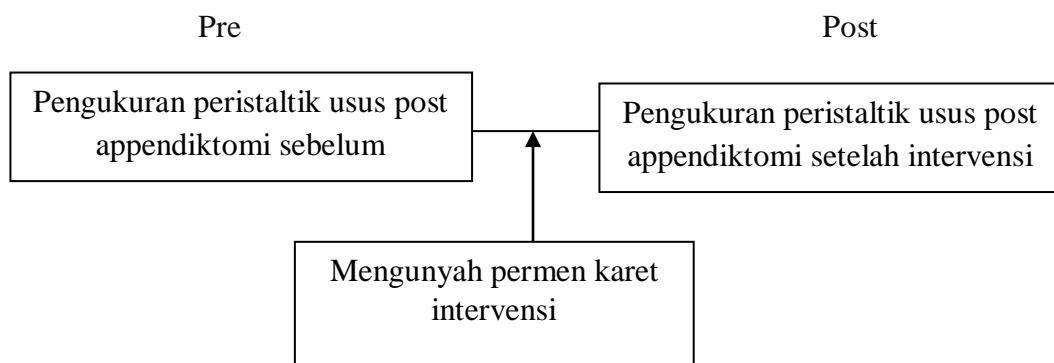 Pre
Post
Pengukuran peristaltik usus post
appendiktomi sebelum
Pengukuran peristaltik usus post
appendiktomi setelah intervensi
Mengunyah permen karet
intervensi